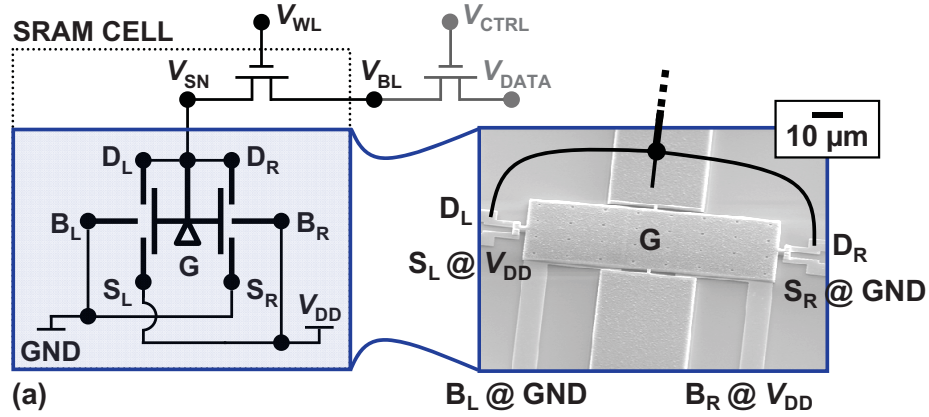 V_WL
V_CTRL
SRAM CELL
V_SN
V_BL
V_DATA
10 µm
D_L
D_R
B_L
B_R
G
S_L
S_R
V_DD
GND
D_L
G
D_R
S_L @ V_DD
S_R @ GND
(a)
B_L @ GND
B_R @ V_DD